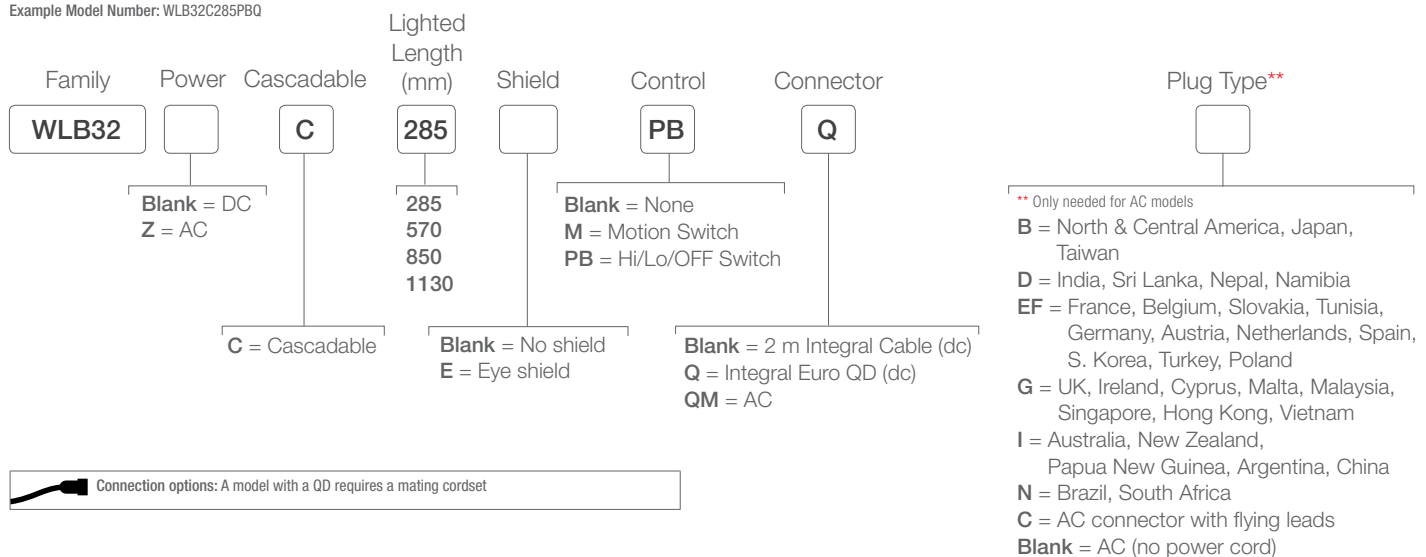 Example Model Number: WLB32C285PBQ
Family
Power
Cascadable
Lighted
Length
(mm)
Shield
Control
Connector
Plug Type**
WLB32
C
285
PB
Q
Blank = DC
Z = AC
C = Cascadable
285
570
850
1130
Blank = No shield
E = Eye shield
Blank = None
M = Motion Switch
PB = Hi/Lo/OFF Switch
Blank = 2 m Integral Cable (dc)
Q = Integral Euro QD (dc)
QM = AC
** Only needed for AC models
B = North & Central America, Japan,
Taiwan
D = India, Sri Lanka, Nepal, Namibia
EF = France, Belgium, Slovakia, Tunisia,
Germany, Austria, Netherlands, Spain,
S. Korea, Turkey, Poland
G = UK, Ireland, Cyprus, Malta, Malaysia,
Singapore, Hong Kong, Vietnam
I = Australia, New Zealand,
Papua New Guinea, Argentina, China
N = Brazil, South Africa
C = AC connector with flying leads
Blank = AC (no power cord)
Connection options: A model with a QD requires a mating cordset